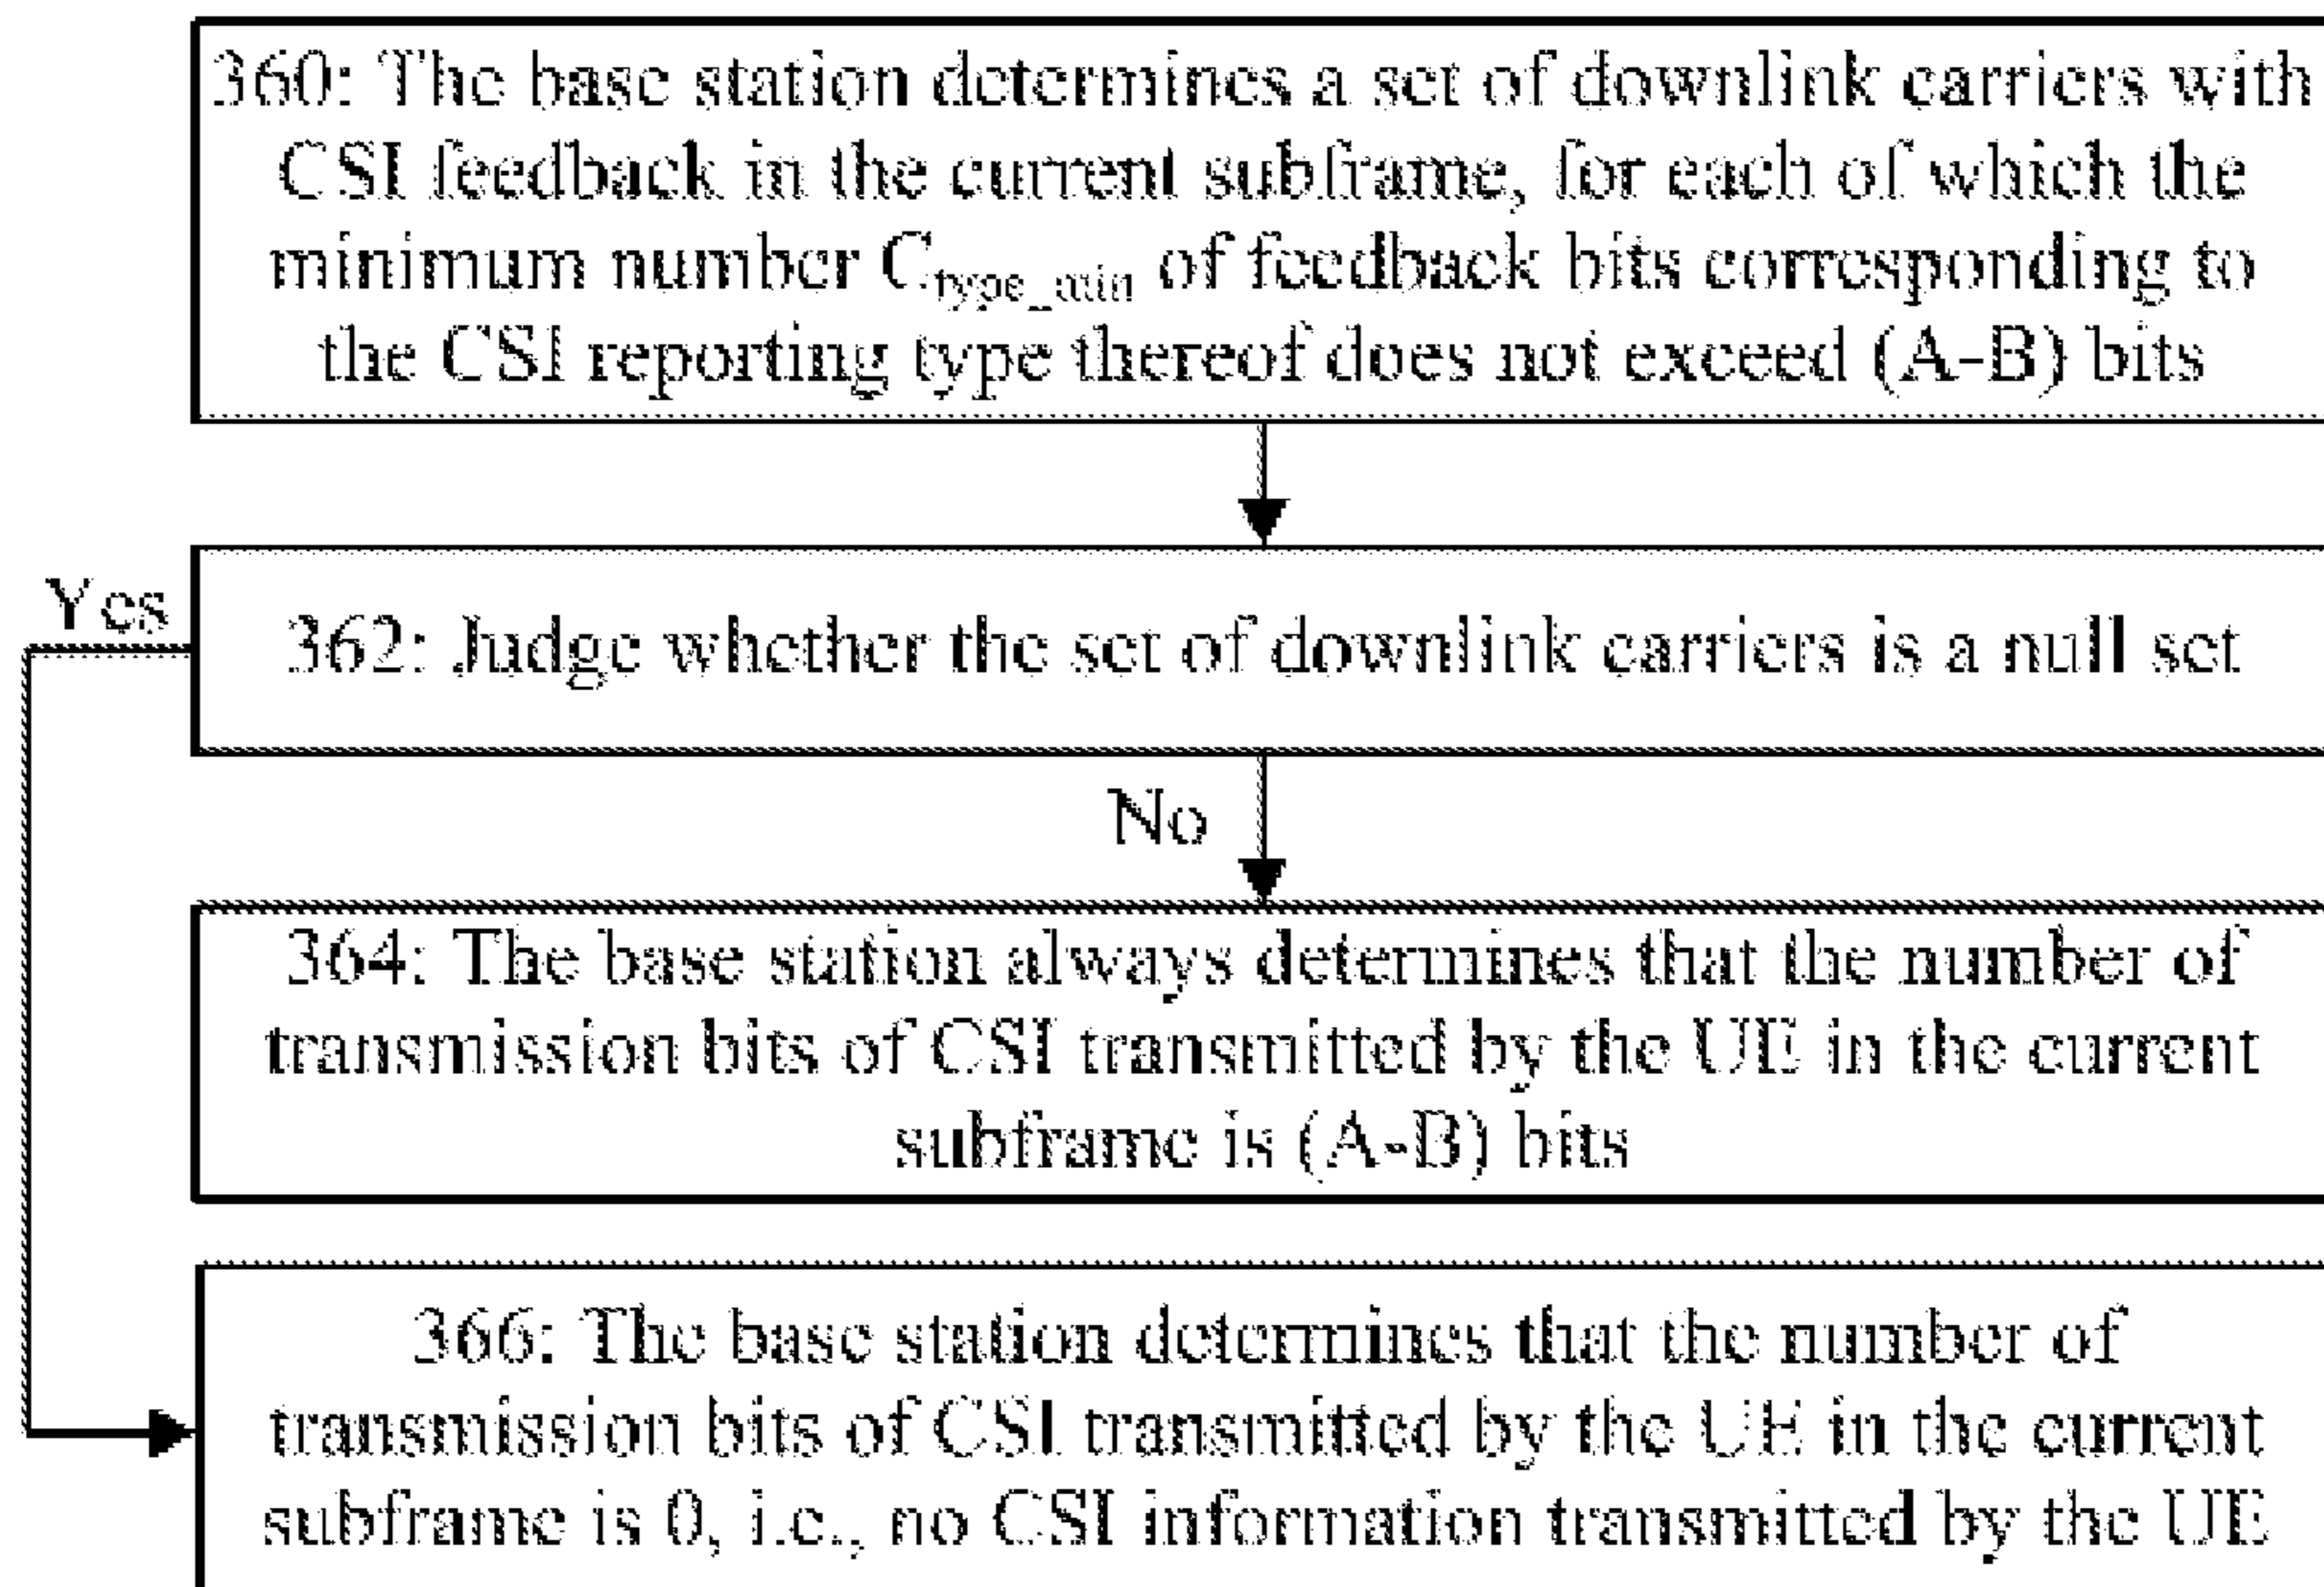 360: The base station determines a set of downlink carriers with
CSI feedback in the current subframe, for each of which the
minimum number Ctype_min of feedback bits corresponding to
the CSI reporting type thereof does not exceed (A-B) bits
Yes
362: Judge whether the set of downlink carriers is a null set
No
364: The base station always determines that the number of
transmission bits of CSI transmitted by the UE in the current
subframe is (A-B) bits
366: The base station determines that the number of
transmission bits of CSI transmitted by the UE in the current
subframe is 0, i.e., no CSI information transmitted by the UE